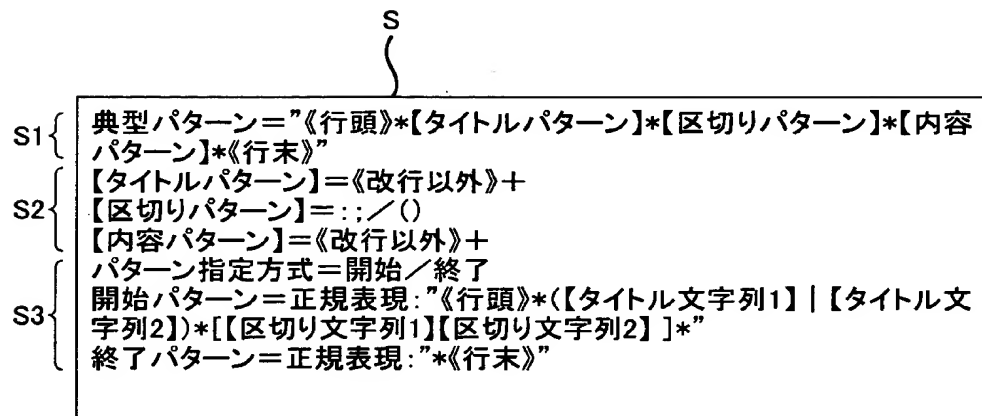 S
S1
典型パターン=”《行頭》*【タイトルパターン】*【区切りパターン】*【内容
パターン】*《行末》”
S2
【タイトルパターン】=《改行以外》+
【区切りパターン】=:;／()
【内容パターン】=《改行以外》+
S3
パターン指定方式=開始／終了
開始パターン=正規表現:”《行頭》*(【タイトル文字列1】|【タイトル文
字列2】)*[【区切り文字列1】【区切り文字列2】 ]*”
終了パターン=正規表現:”*《行末》”